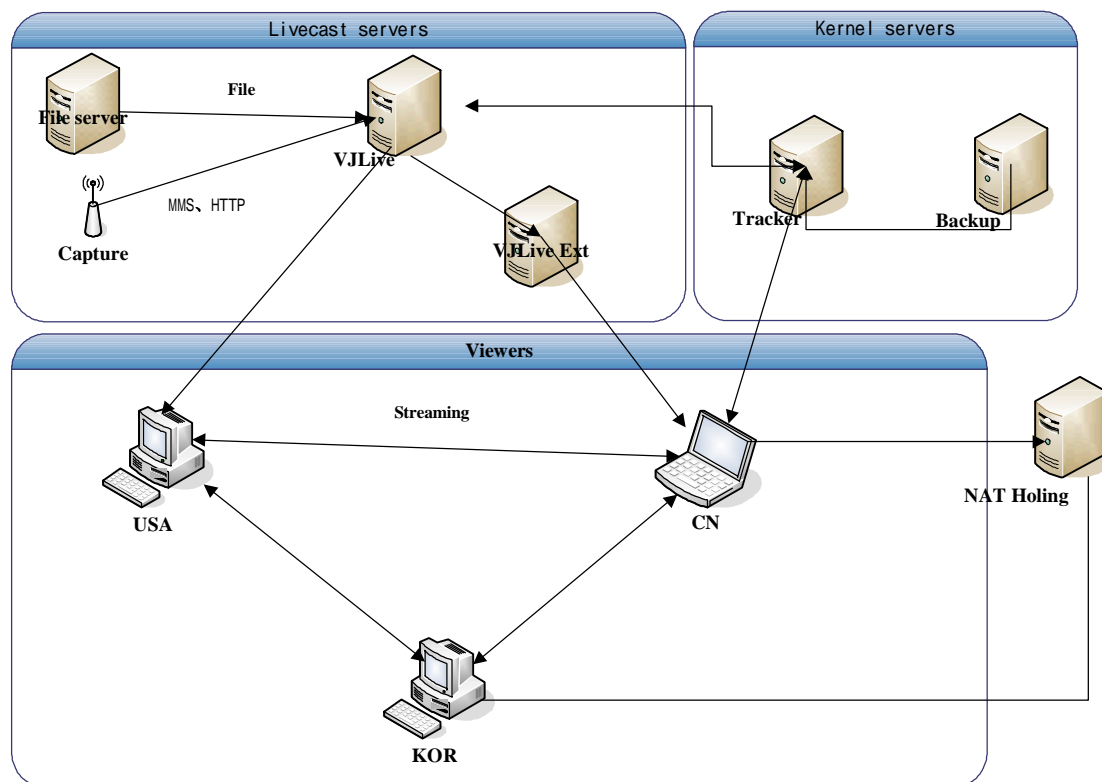 Livecast servers
Kernel servers
File
File server
VJLive
MMS、HTTP
Capture
VJLive Ext
Tracker
Backup
Viewers
Streaming
USA
CN
NAT Holing
KOR